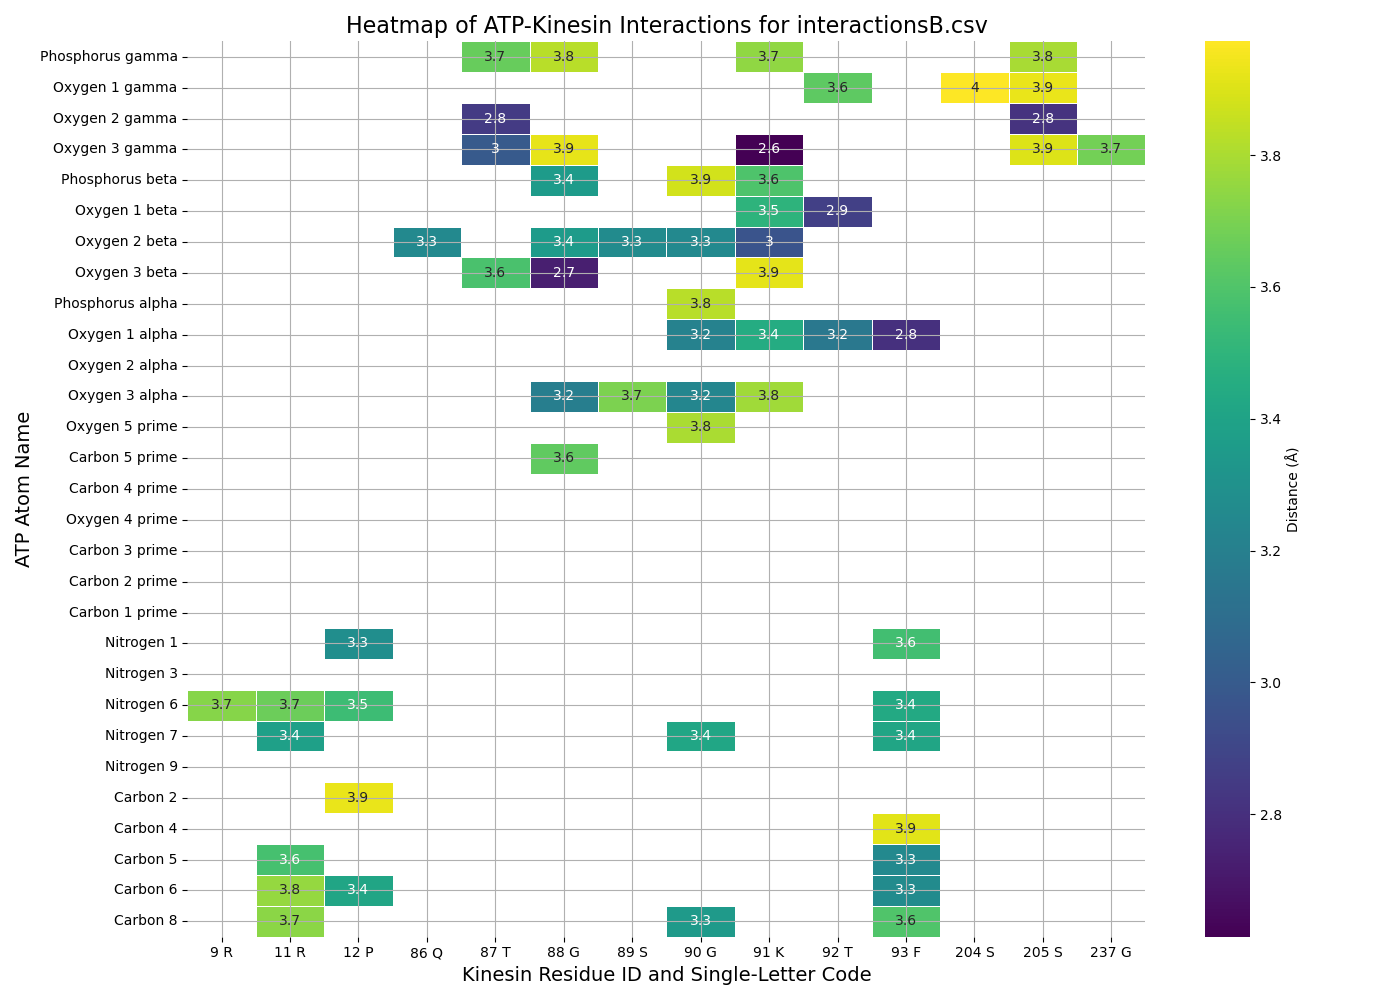 Heatmap of ATP-Kinesin Interactions for interactionsB.csv
ATP Atom Name
Phosphorus gamma 3.7 3.8 3.7 3.8
Oxygen 1 gamma 3.6 4 3.9
Oxygen 2 gamma 2.8 2.8
Oxygen 3 gamma 3 3.9 2.6 3.9 3.7
Phosphorus beta 3.4 3.9 3.6
Oxygen 1 beta 3.5 2.9
Oxygen 2 beta 3.3 3.4 3.3 3.3 3
Oxygen 3 beta 3.6 2.7 3.9
Phosphorus alpha 3.8
Oxygen 1 alpha 3.2 3.4 3.2 2.8
Oxygen 2 alpha
Oxygen 3 alpha 3.2 3.7 3.2 3.8
Oxygen 5 prime 3.8
Carbon 5 prime 3.6
Carbon 4 prime
Oxygen 4 prime
Carbon 3 prime
Carbon 2 prime
Carbon 1 prime
Nitrogen 1 3.3 3.6
Nitrogen 3
Nitrogen 6 3.7 3.7 3.5 3.4
Nitrogen 7 3.4 3.4 3.4
Nitrogen 9
Carbon 2 3.9
Carbon 4 3.9
Carbon 5 3.6 3.3
Carbon 6 3.8 3.4 3.3
Carbon 8 3.7 3.3 3.6
9 R 11 R 12 P 86 Q 87 T 88 G 89 S 90 G 91 K 92 T 93 F 204 S 205 S 237 G
Kinesin Residue ID and Single-Letter Code
3.8
3.6
3.4
3.2
3.0
2.8
Distance (Å)